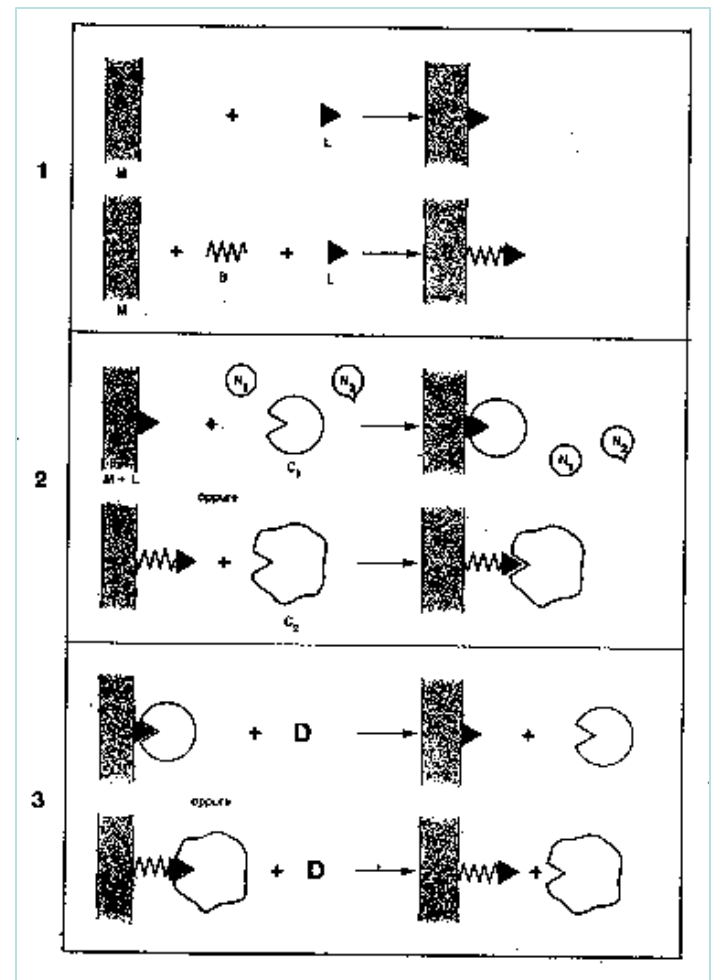 +
L
M
1
+
B
+
L
M
N₁
N₂
+
C₁
M + L
N₁
N₂
2
oppure
+
C₂
+ D
+
3
oppure
+ D
+